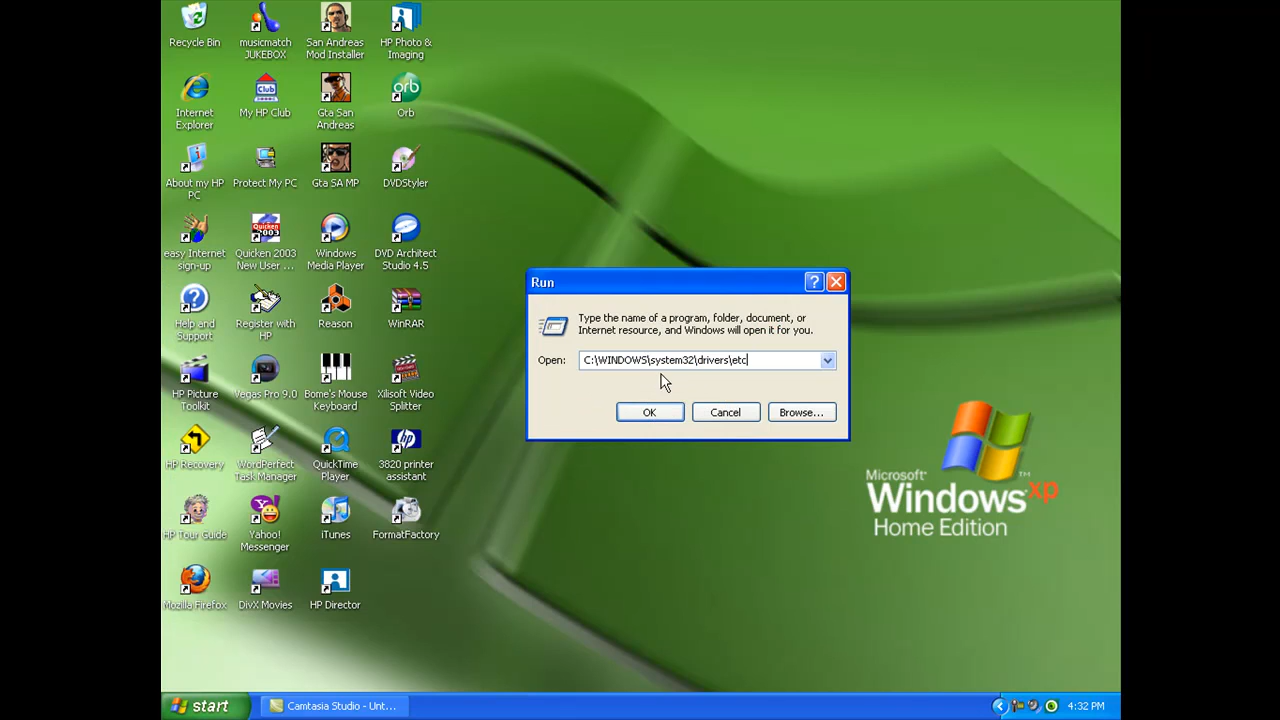 Recycle Bin
musicmatch
JUKEBOX
San Andreas
Mod Installer
HP Photo &
Imaging
Internet
Explorer
Club
My HP Club
Gta San
Andreas
orb
Orb
About my HP
PC
Protect My PC
Gta SA MP
DVDStyler
easy Internet
sign-up
Quicken
2003
Quicken 2003
New User ...
Windows
Media Player
DVD Architect
Studio 4.5
Help and
Support
Register with
HP
Reason
WinRAR
HP Picture
Toolkit
Vegas Pro 9.0
Bome's Mouse
Keyboard
Xilisoft Video
Splitter
HP Recovery
WordPerfect
Task Manager
QuickTime
Player
hp
3820 printer
assistant
HP Tour Guide
Yahoo!
Messenger
iTunes
FormatFactory
Mozilla Firefox
DivX Movies
HP Director
Run
Type the name of a program, folder, document, or
Internet resource, and Windows will open it for you.
Open: C:\WINDOWS\system32\drivers\etc
OK Cancel Browse...
Microsoft®
Windows xp
Home Edition
start Camtasia Studio - Unt... 4:32 PM